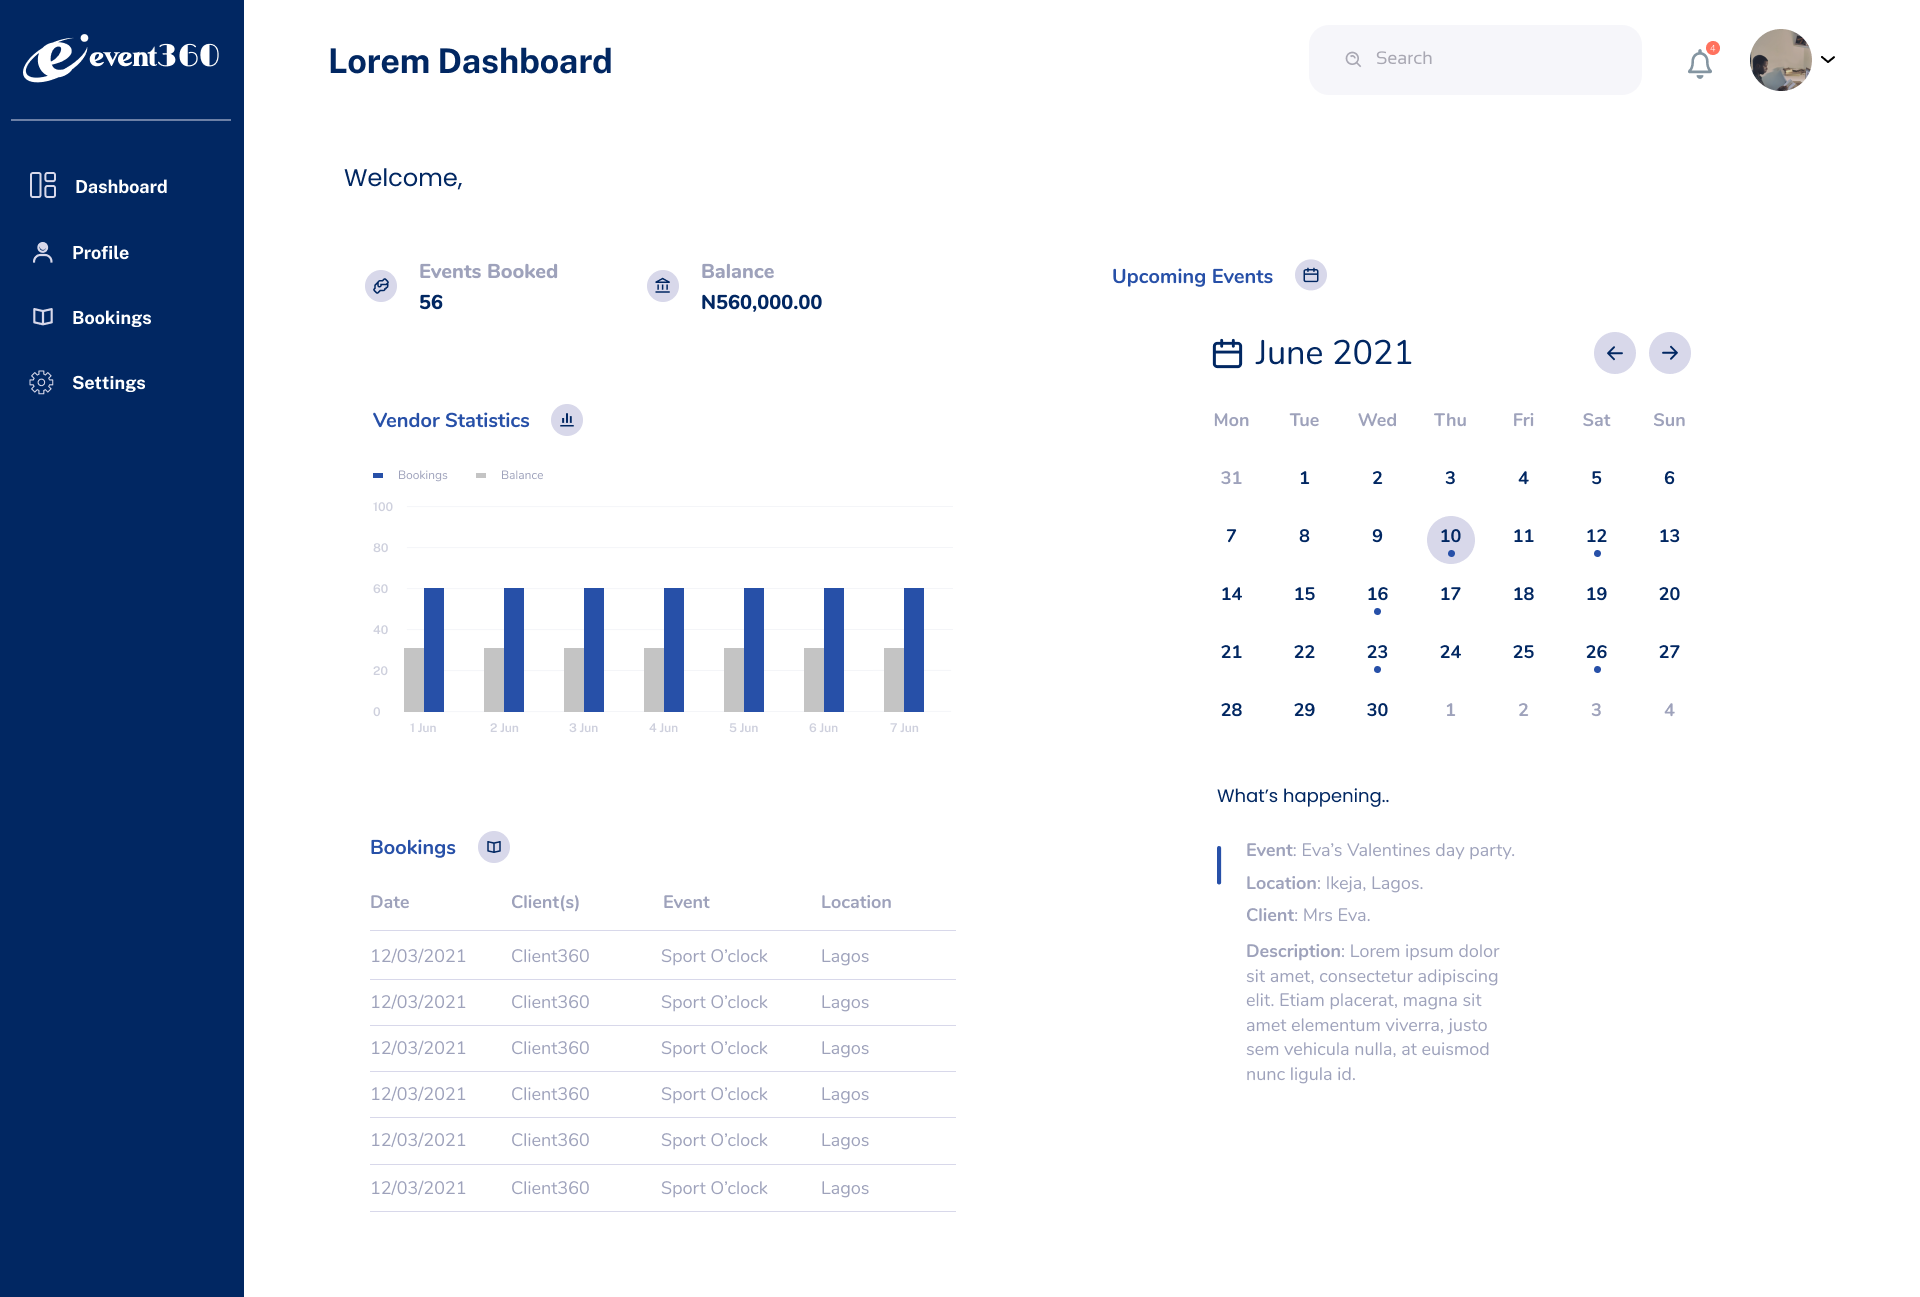 event360
Dashboard
Profile
Bookings
Settings
Lorem Dashboard
Search
4
Welcome,
Events Booked
56
Balance
N560,000.00
Vendor Statistics
Bookings Balance
100
80
60
40
20
0
1 Jun 2 Jun 3 Jun 4 Jun 5 Jun 6 Jun 7 Jun
Bookings
Date Client(s) Event Location
12/03/2021 Client360 Sport O’clock Lagos
12/03/2021 Client360 Sport O’clock Lagos
12/03/2021 Client360 Sport O’clock Lagos
12/03/2021 Client360 Sport O’clock Lagos
12/03/2021 Client360 Sport O’clock Lagos
12/03/2021 Client360 Sport O’clock Lagos
Upcoming Events
June 2021
Mon Tue Wed Thu Fri Sat Sun
31 1 2 3 4 5 6
7 8 9 10 11 12 13
14 15 16 17 18 19 20
21 22 23 24 25 26 27
28 29 30 1 2 3 4
What’s happening..
Event: Eva’s Valentines day party.
Location: Ikeja, Lagos.
Client: Mrs Eva.
Description: Lorem ipsum dolor
sit amet, consectetur adipiscing
elit. Etiam placerat, magna sit
amet elementum viverra, justo
sem vehicula nulla, at euismod
nunc ligula id.